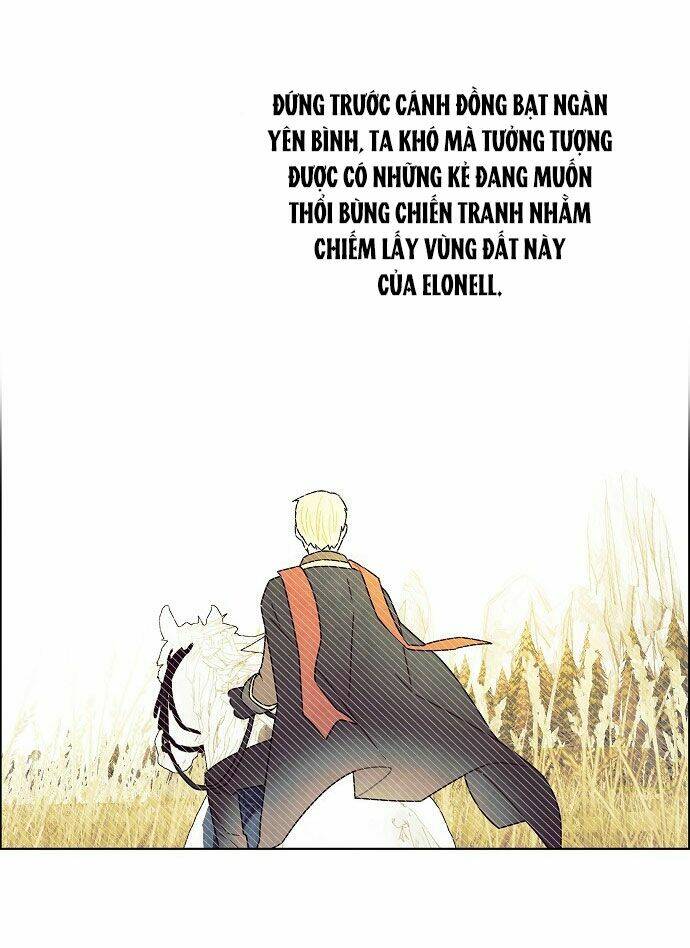 ĐỨNG TRƯỚC CÁNH ĐỒNG BẠT NGÀN
YÊN BÌNH, TA KHÓ MÀ TƯỞNG TƯỢNG
ĐƯỢC CÓ NHỮNG KẺ ĐANG MUỐN
THỔI BÙNG CHIẾN TRANH NHẰM
CHIẾM LẤY VÙNG ĐẤT NÀY
CỦA ELONELL.